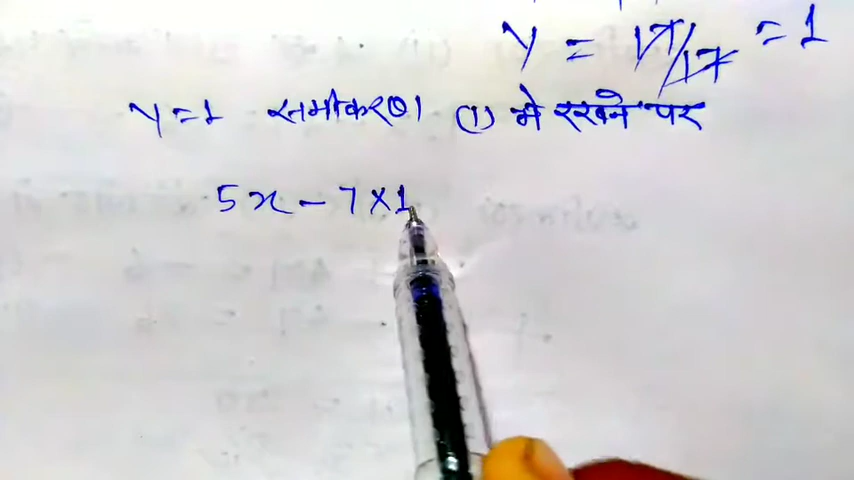 y = 17/17 = 1
y = 1 समीकरण (1) मे रखने पर
5x - 7×1